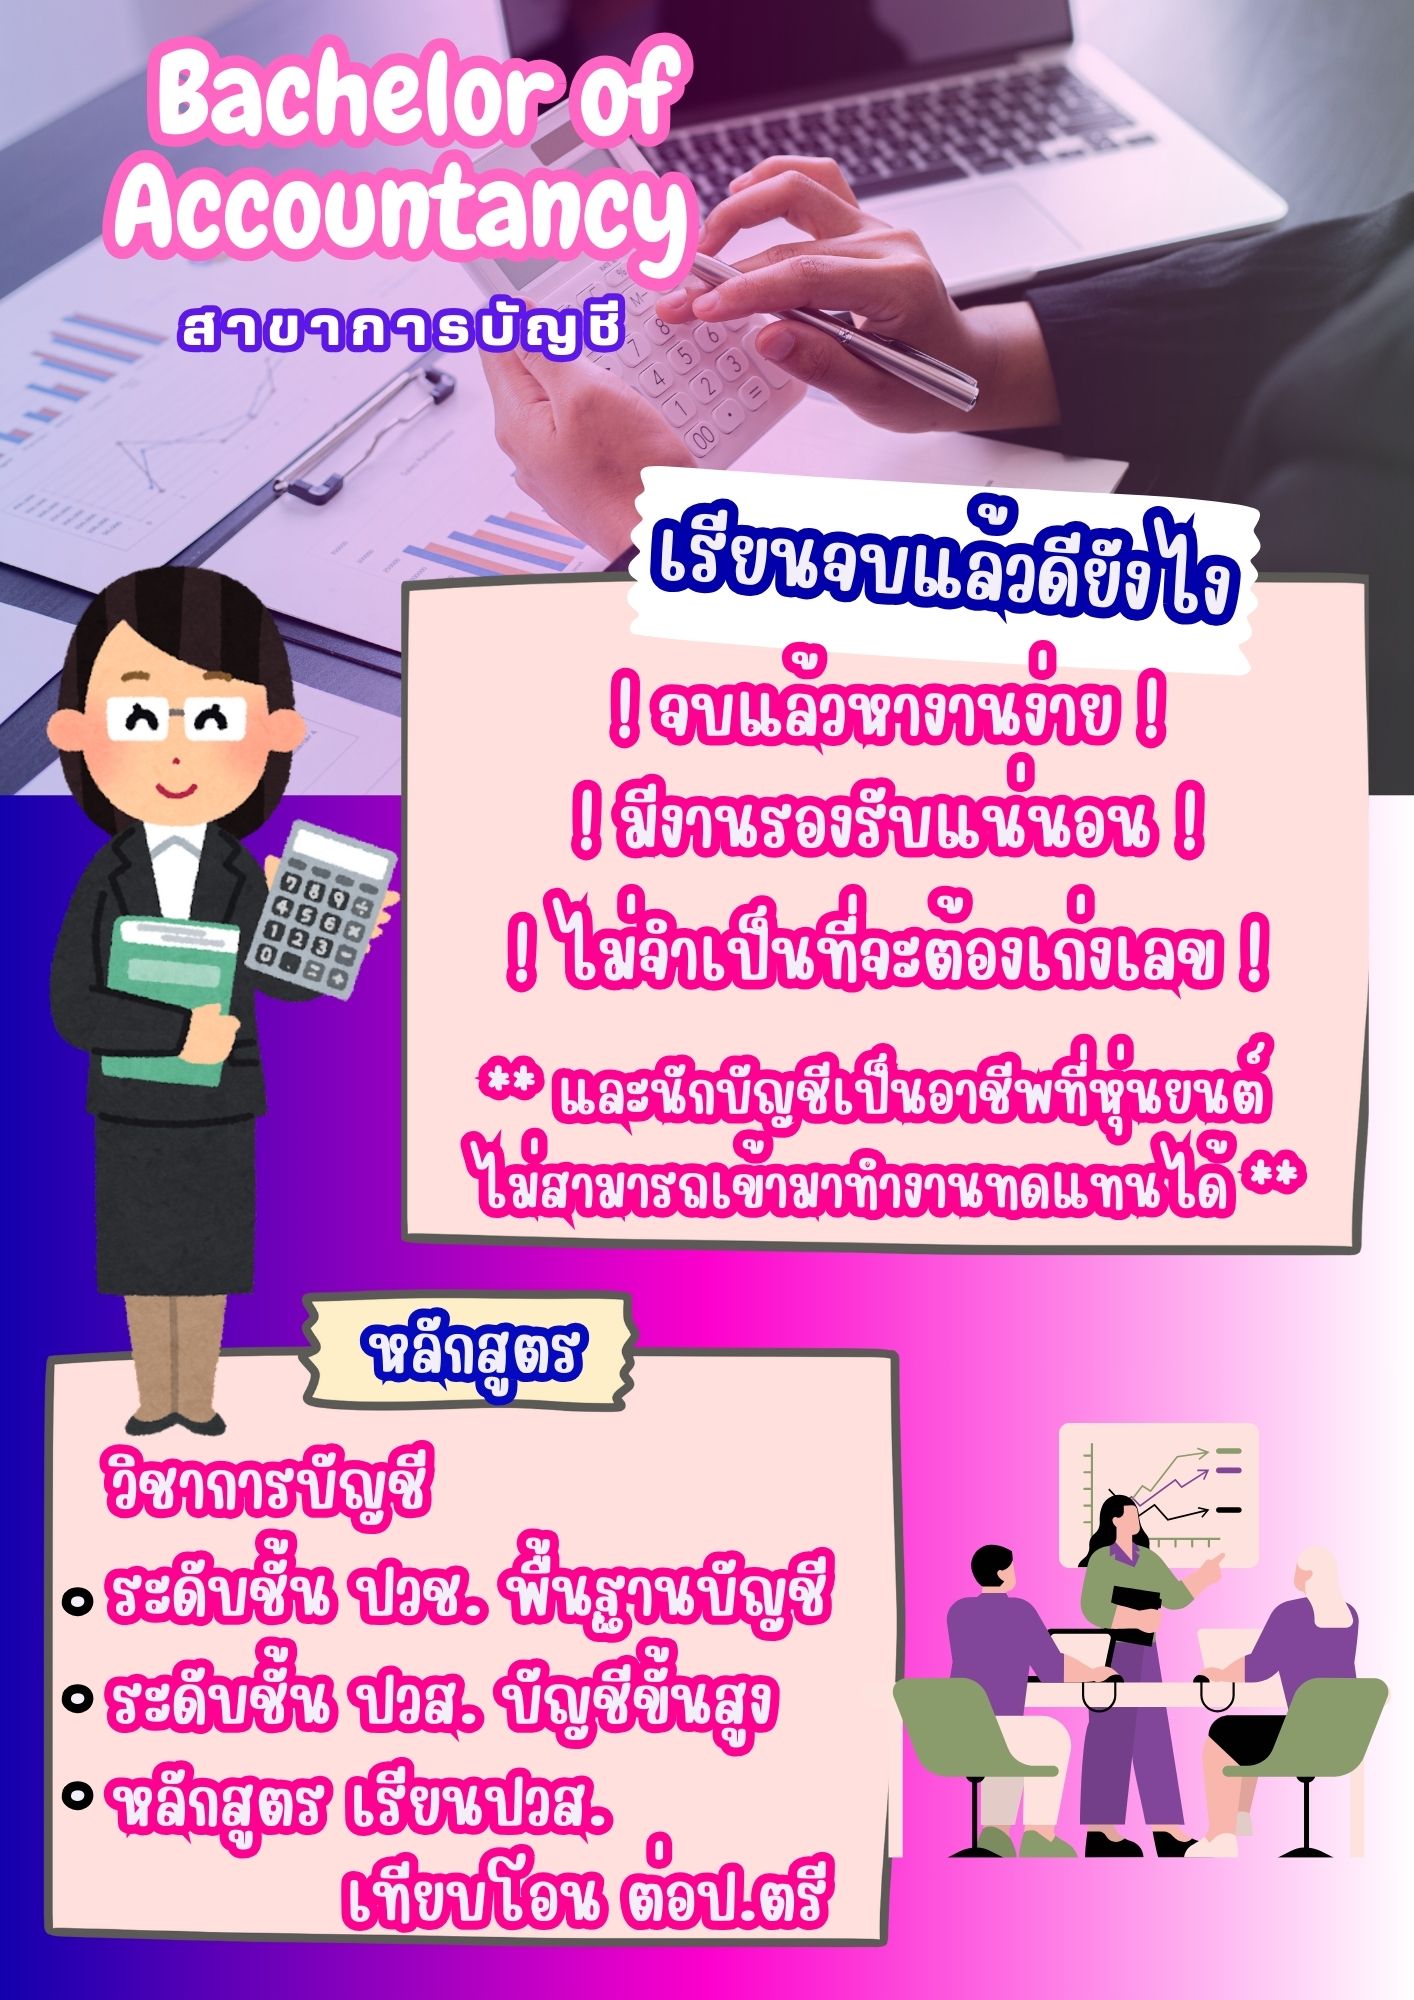 Bachelor of
Accountancy
สาขาการบัญชี
เรียนจบแล้วดียังไง
! จบแล้วหางานง่าย !
! มีงานรองรับแน่นอน !
! ไม่จำเป็นที่จะต้องเก่งเลข !
** และนักบัญชีเป็นอาชีพที่หุ่นยนต์
ไม่สามารถเข้ามาทำงานทดแทนได้ **
หลักสูตร
วิชาการบัญชี
ระดับชั้น ปวช. พื้นฐานบัญชี
ระดับชั้น ปวส. บัญชีขั้นสูง
หลักสูตร เรียนปวส.
เทียบโอน ต่อป.ตรี